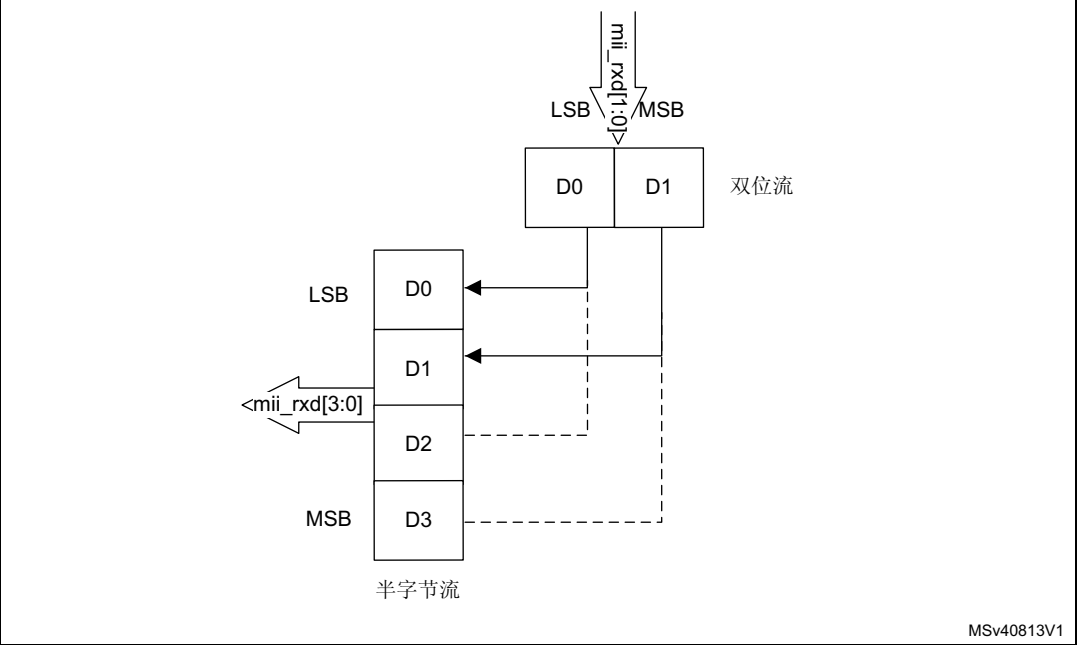 mii_rxd[1:0]
LSB MSB
D0 D1 双位流
LSB D0
D1
<mii_rxd[3:0]
D2
MSB D3
半字节流
MSv40813V1